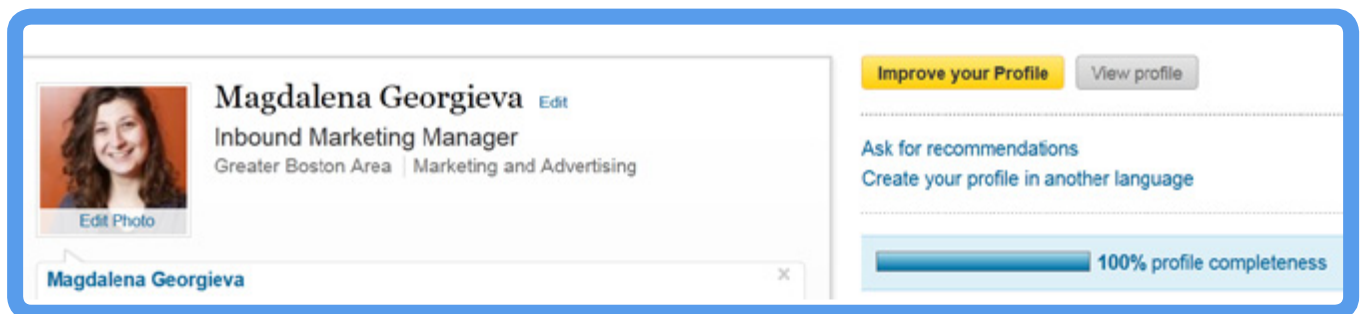 Magdalena Georgieva Edit
Inbound Marketing Manager
Greater Boston Area | Marketing and Advertising
Edit Photo
Magdalena Georgieva ×
Improve your Profile View profile
Ask for recommendations
Create your profile in another language
100% profile completeness